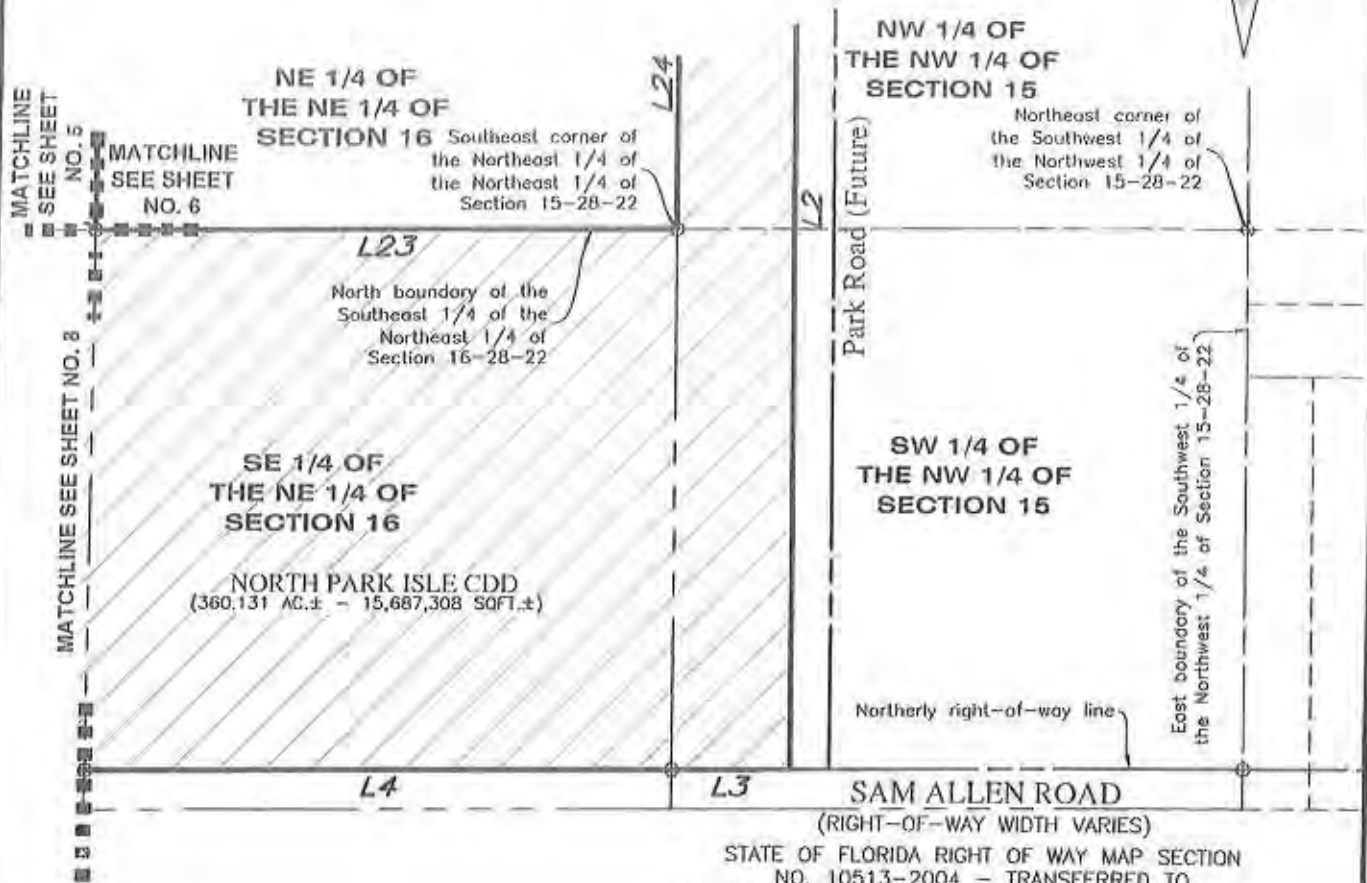 MATCHLINE
SEE SHEET
NO. 5
MATCHLINE
SEE SHEET
NO. 6
NE 1/4 OF
THE NE 1/4 OF
SECTION 16
Southeast corner of
the Northeast 1/4 of
the Northeast 1/4 of
Section 15-28-22
L24
NW 1/4 OF
THE NW 1/4 OF
SECTION 15
Northeast corner of
the Southwest 1/4 of
the Northwest 1/4 of
Section 15-28-22
L2
Park Road (Future)
L23
North boundary of the
Southeast 1/4 of the
Northeast 1/4 of
Section 16-28-22
MATCHLINE SEE SHEET NO. 8
SE 1/4 OF
THE NE 1/4 OF
SECTION 16
NORTH PARK ISLE CDD
(360.131 AC.± - 15,687,308 SQFT.±)
SW 1/4 OF
THE NW 1/4 OF
SECTION 15
East boundary of the Southwest 1/4 of
the Northwest 1/4 of Section 15-28-22
Northerly right-of-way line
L4
L3
SAM ALLEN ROAD
(RIGHT-OF-WAY WIDTH VARIES)
STATE OF FLORIDA RIGHT OF WAY MAP SECTION
NO. 10513-2004 - TRANSFERRED TO